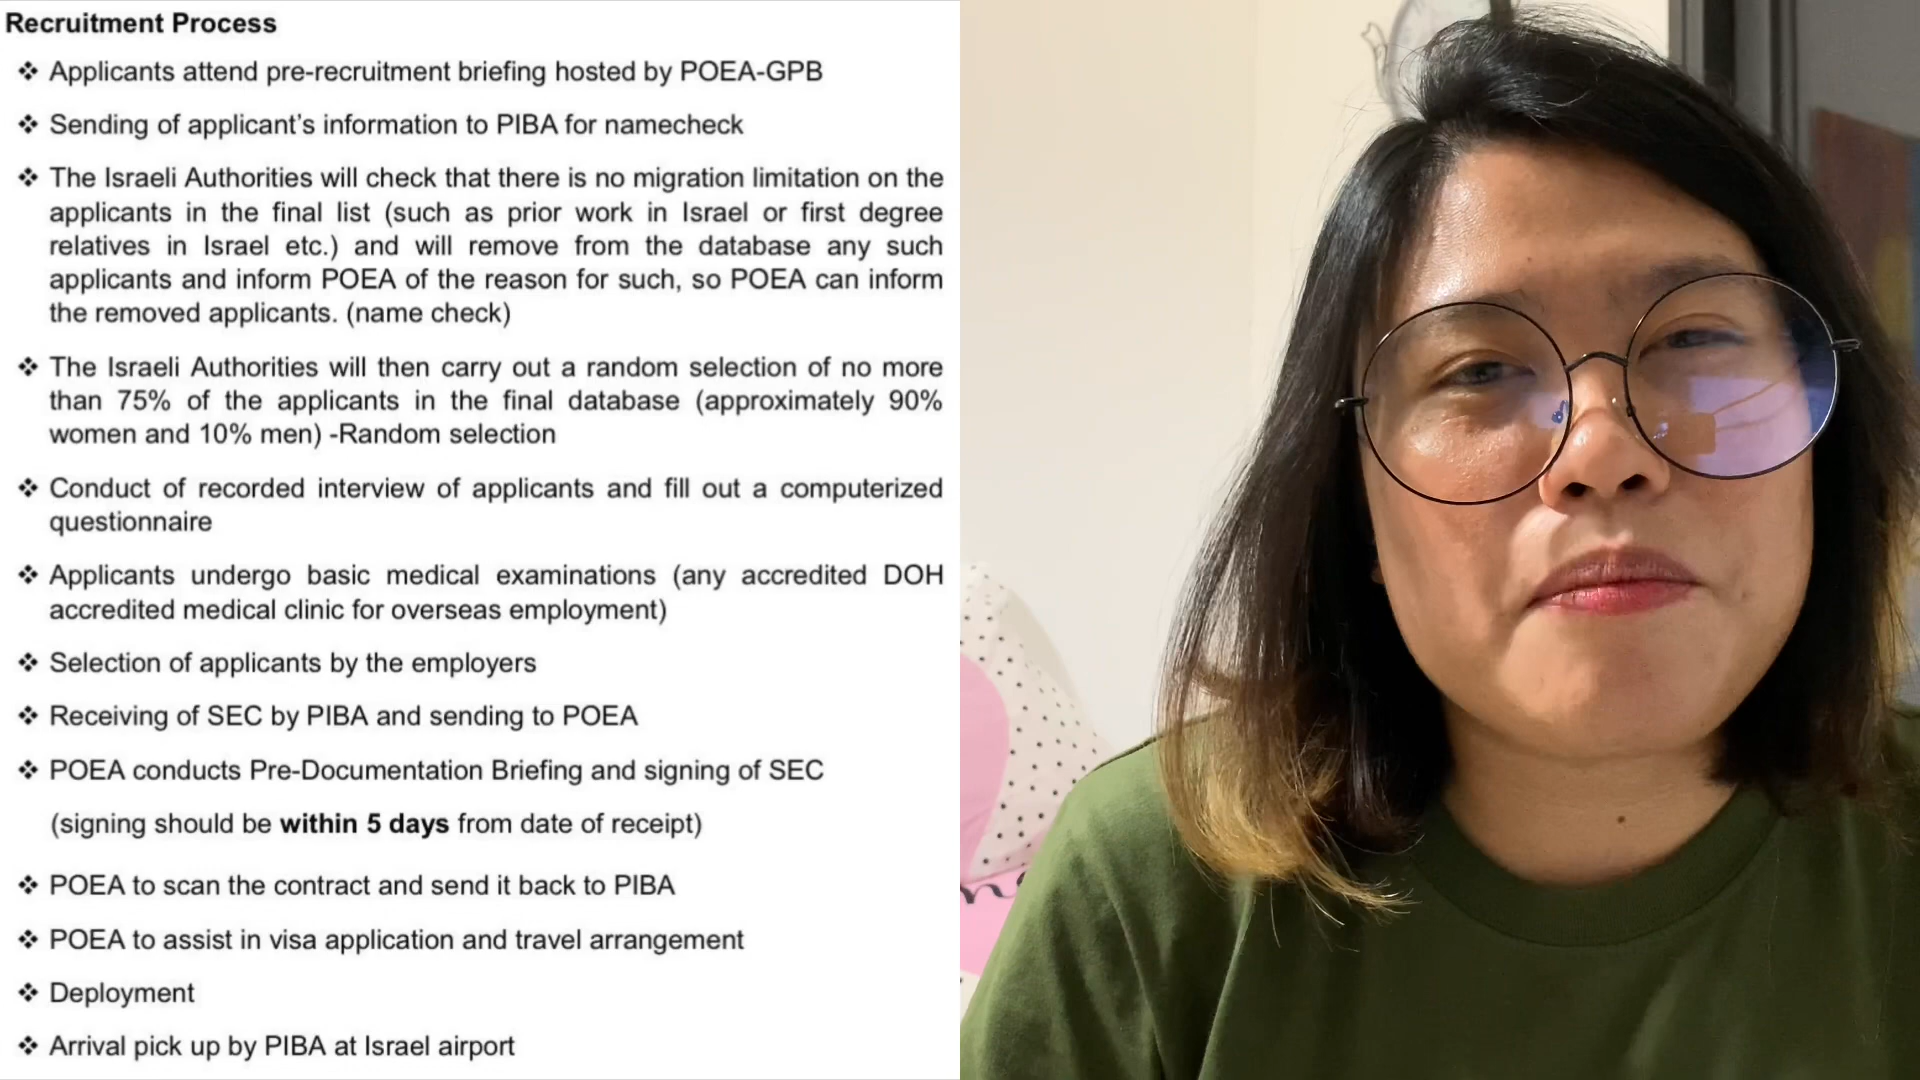 Recruitment Process
❖ Applicants attend pre-recruitment briefing hosted by POEA-GPB
❖ Sending of applicant's information to PIBA for namecheck
❖ The Israeli Authorities will check that there is no migration limitation on the
applicants in the final list (such as prior work in Israel or first degree
relatives in Israel etc.) and will remove from the database any such
applicants and inform POEA of the reason for such, so POEA can inform
the removed applicants. (name check)
❖ The Israeli Authorities will then carry out a random selection of no more
than 75% of the applicants in the final database (approximately 90%
women and 10% men) -Random selection
❖ Conduct of recorded interview of applicants and fill out a computerized
questionnaire
❖ Applicants undergo basic medical examinations (any accredited DOH
accredited medical clinic for overseas employment)
❖ Selection of applicants by the employers
❖ Receiving of SEC by PIBA and sending to POEA
❖ POEA conducts Pre-Documentation Briefing and signing of SEC
(signing should be within 5 days from date of receipt)
❖ POEA to scan the contract and send it back to PIBA
❖ POEA to assist in visa application and travel arrangement
❖ Deployment
❖ Arrival pick up by PIBA at Israel airport